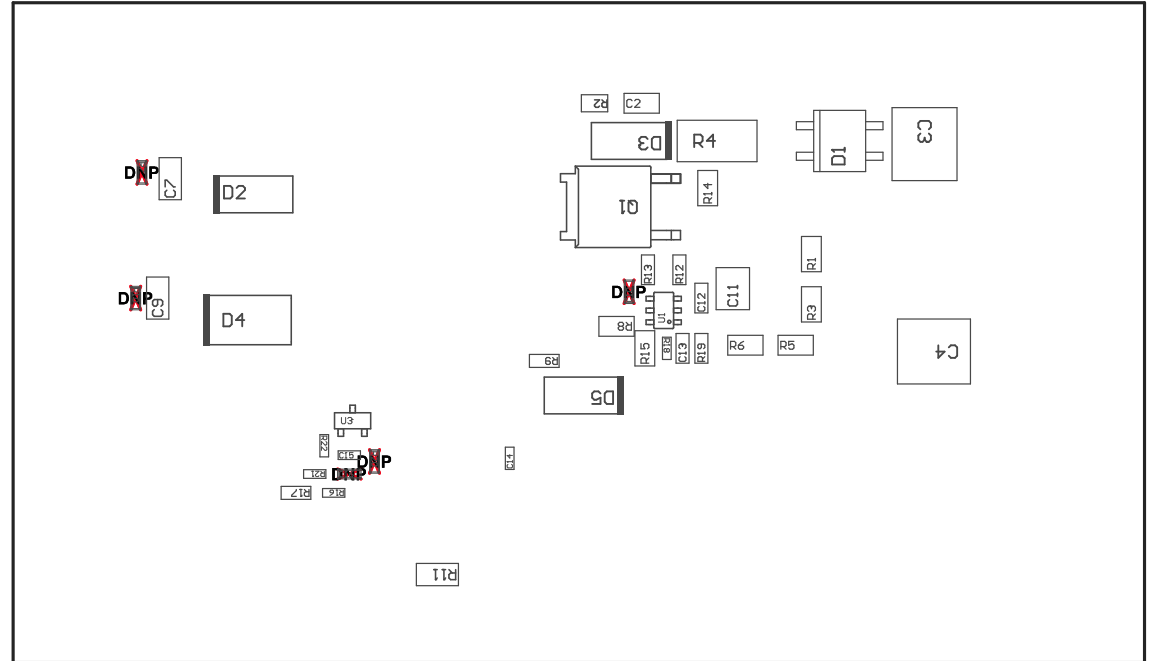 R2
C2
D3
R4
D1
C3
DNP
C7
D2
R14
Q1
R1
R13
R12
DNP
C11
C12
DNP
C9
D4
U1
R3
R8
R15
R18
C13
R19
R6
R5
C4
R9
D5
U3
R22
C15
DNP
C14
R21
DNP
R17
R16
R11